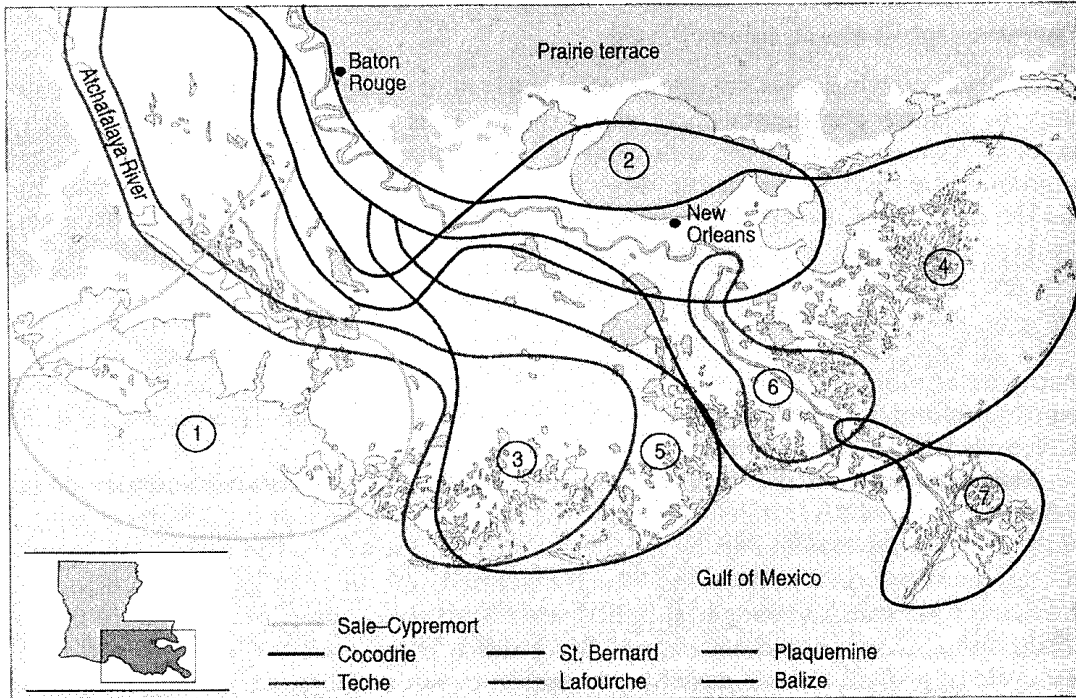 Prairie terrace
Baton
Rouge
Atchafalaya River
2
New
Orleans
4
6
1
3
5
7
Gulf of Mexico
Sale–Cypremort
Cocodrie
St. Bernard
Plaquemine
Teche
Lafourche
Balize